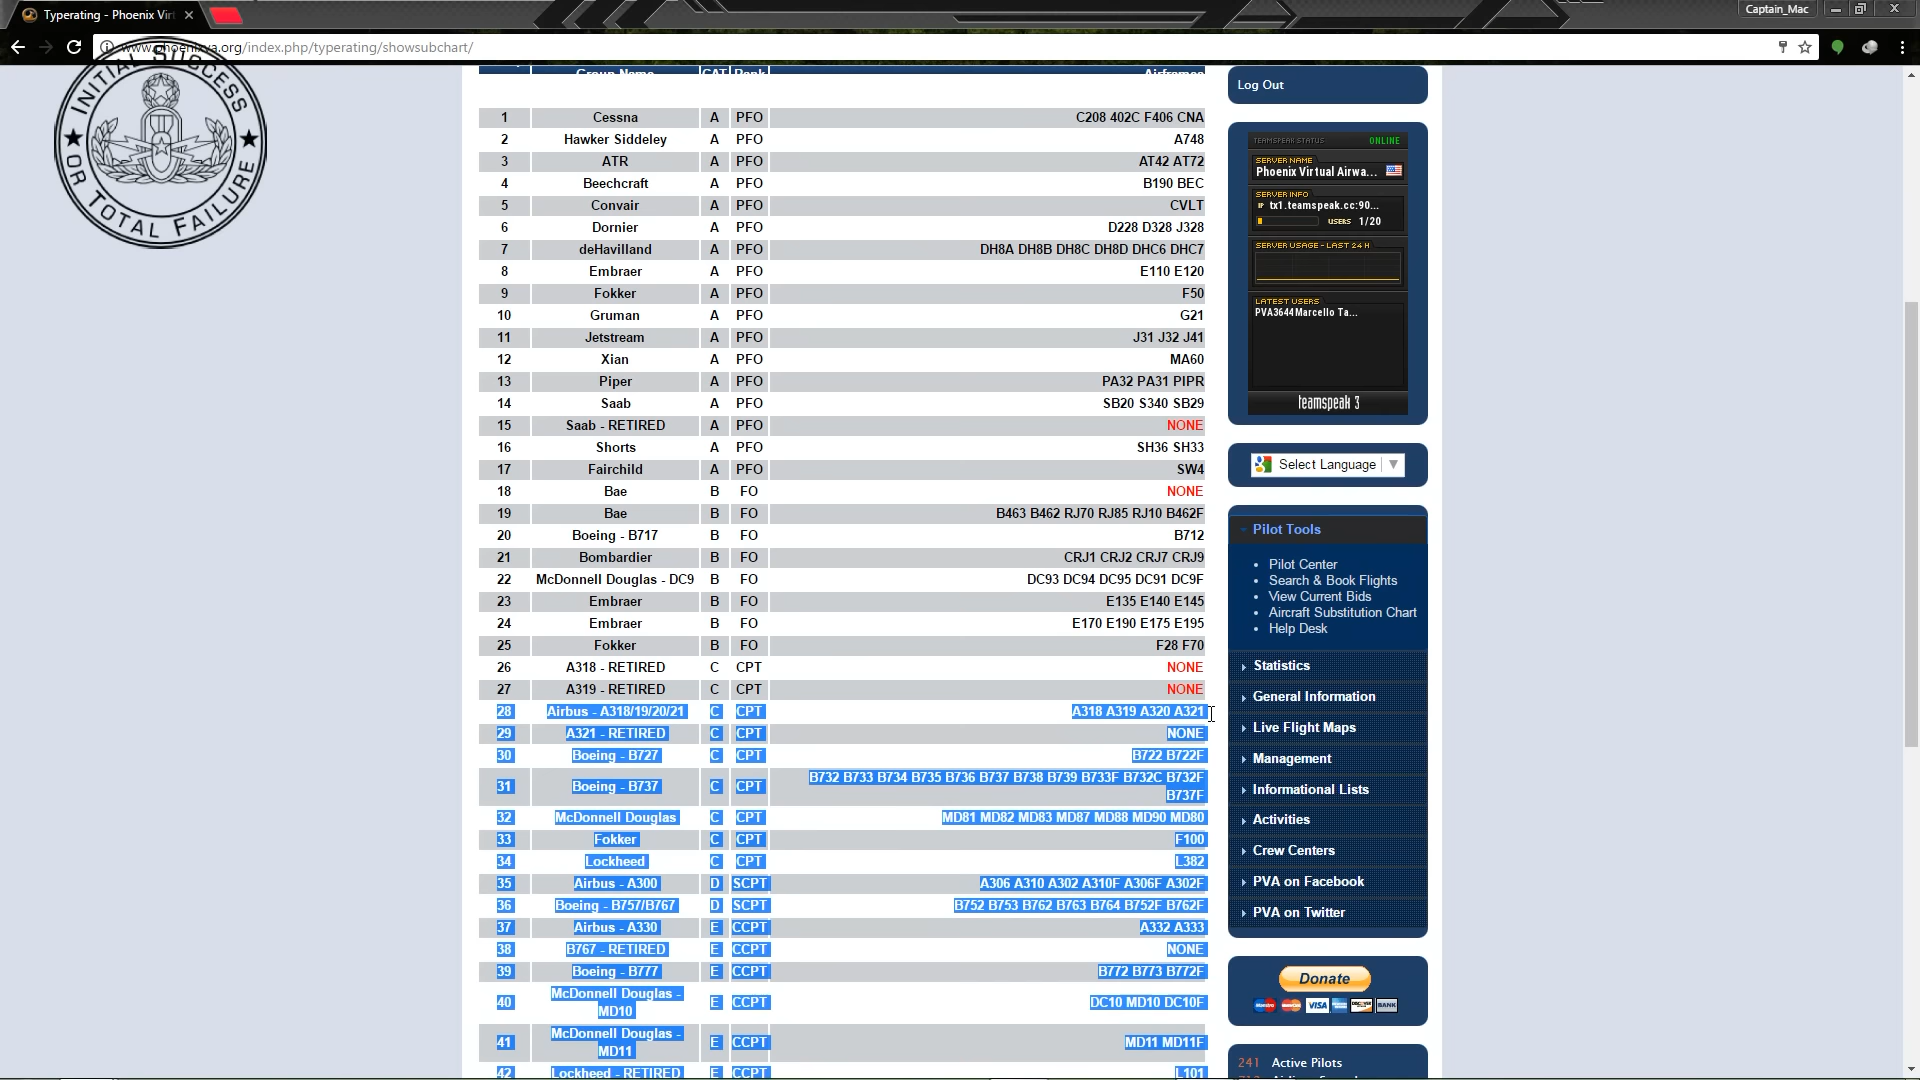 Typerating - Phoenix Virt
Captain_Mac
www.phoenixva.org/index.php/typerating/showsubchart/
INITIAL SUCCESS
OR TOTAL FAILURE
Group Name CAT Rank Airframes
1 Cessna A PFO C208 402C F406 CNA
2 Hawker Siddeley A PFO A748
3 ATR A PFO AT42 AT72
4 Beechcraft A PFO B190 BEC
5 Convair A PFO CVLT
6 Dornier A PFO D228 D328 J328
7 deHavilland A PFO DH8A DH8B DH8C DH8D DHC6 DHC7
8 Embraer A PFO E110 E120
9 Fokker A PFO F50
10 Gruman A PFO G21
11 Jetstream A PFO J31 J32 J41
12 Xian A PFO MA60
13 Piper A PFO PA32 PA31 PIPR
14 Saab A PFO SB20 S340 SB29
15 Saab - RETIRED A PFO NONE
16 Shorts A PFO SH36 SH33
17 Fairchild A PFO SW4
18 Bae B FO NONE
19 Bae B FO B463 B462 RJ70 RJ85 RJ10 B462F
20 Boeing - B717 B FO B712
21 Bombardier B FO CRJ1 CRJ2 CRJ7 CRJ9
22 McDonnell Douglas - DC9 B FO DC93 DC94 DC95 DC91 DC9F
23 Embraer B FO E135 E140 E145
24 Embraer B FO E170 E190 E175 E195
25 Fokker B FO F28 F70
26 A318 - RETIRED C CPT NONE
27 A319 - RETIRED C CPT NONE
28 Airbus - A318/19/20/21 C CPT A318 A319 A320 A321
29 A321 - RETIRED C CPT NONE
30 Boeing - B727 C CPT B722 B722F
31 Boeing - B737 C CPT B732 B733 B734 B735 B736 B737 B738 B739 B733F B732C B732F
B737F
32 McDonnell Douglas C CPT MD81 MD82 MD83 MD87 MD88 MD90 MD80
33 Fokker C CPT F100
34 Lockheed C CPT L382
35 Airbus - A300 D SCPT A306 A310 A302 A310F A306F A302F
36 Boeing - B757/B767 D SCPT B752 B753 B762 B763 B764 B752F B762F
37 Airbus - A330 E CCPT A332 A333
38 B767 - RETIRED E CCPT NONE
39 Boeing - B777 E CCPT B772 B773 B772F
40 McDonnell Douglas -
MD10 E CCPT DC10 MD10 DC10F
41 McDonnell Douglas -
MD11 E CCPT MD11 MD11F
42 Lockheed - RETIRED E CCPT L101
Log Out
TEAMSPEAK STATUS ONLINE
SERVER NAME
Phoenix Virtual Airwa...
SERVER INFO
IP tx1.teamspeak.cc:90...
USERS 1/20
SERVER USAGE - LAST 24 H
LATEST USERS
PVA3644Marcello Ta...
teamspeak 3
Select Language
Pilot Tools
Pilot Center
Search & Book Flights
View Current Bids
Aircraft Substitution Chart
Help Desk
Statistics
General Information
Live Flight Maps
Management
Informational Lists
Activities
Crew Centers
PVA on Facebook
PVA on Twitter
Donate
VISA
BANK
241 Active Pilots